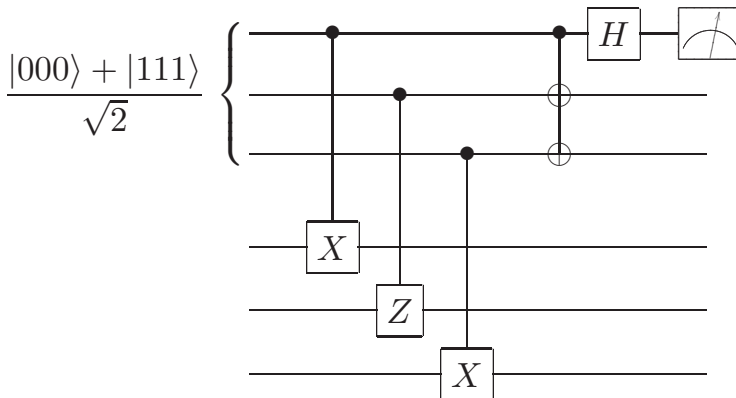 H
|000⟩ + |111⟩
√2
X
Z
X